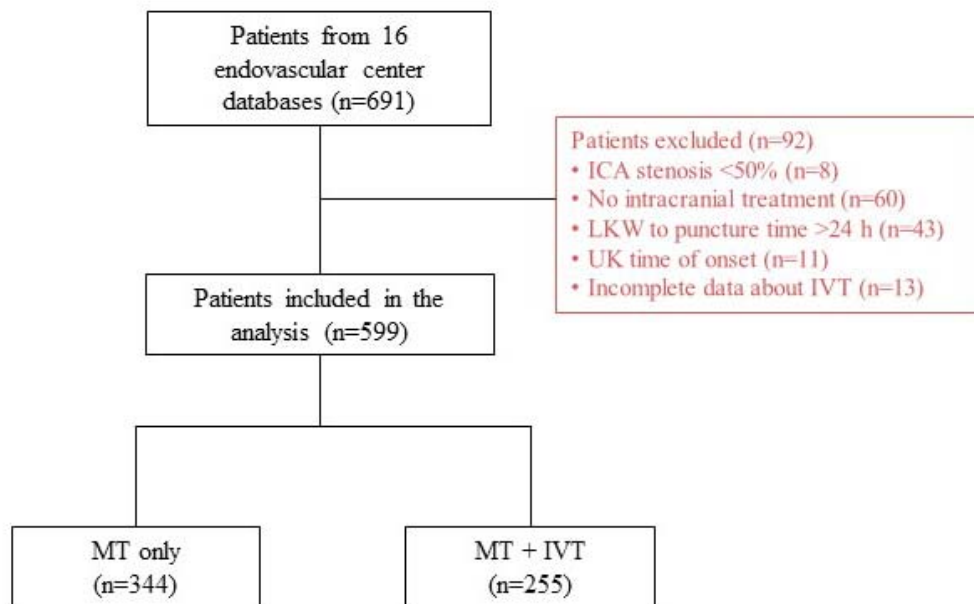 Patients from 16
endovascular center
databases (n=691)
Patients excluded (n=92)
• ICA stenosis <50% (n=8)
• No intracranial treatment (n=60)
• LKW to puncture time >24 h (n=43)
• UK time of onset (n=11)
• Incomplete data about IVT (n=13)
Patients included in the
analysis (n=599)
MT only
(n=344)
MT + IVT
(n=255)